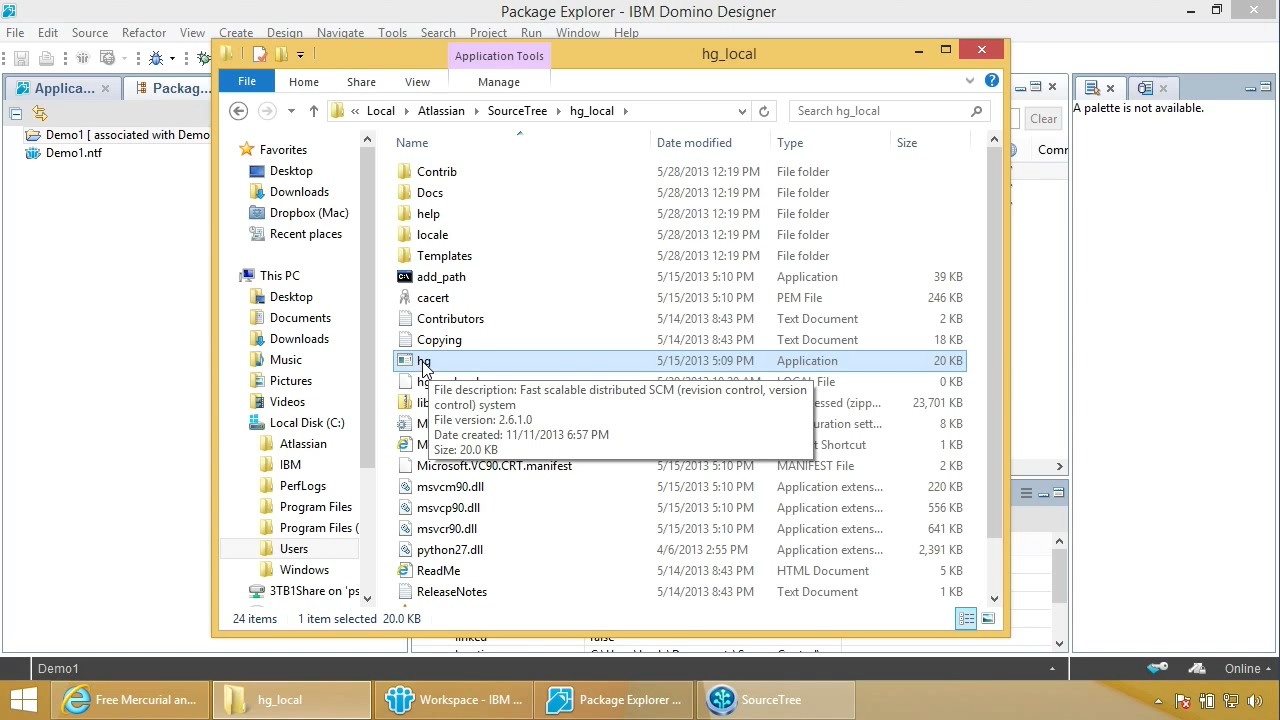 Package Explorer - IBM Domino Designer
File Edit Source Refactor View Create Design Navigate Tools Search Project Run Window Help
Application Tools
hg_local
File Home Share View Manage
Local Atlassian SourceTree hg_local
Search hg_local
Clear
Applica...
Packag...
A palette is not available.
Demo1 [ associated with Demo
Demo1.ntf
Comm
Favorites
Desktop
Downloads
Dropbox (Mac)
Recent places
This PC
Desktop
Documents
Downloads
Music
Pictures
Videos
Local Disk (C:)
Atlassian
IBM
PerfLogs
Program Files
Program Files (
Users
Windows
3TB1Share on 'ps
Name Date modified Type Size
Contrib 5/28/2013 12:19 PM File folder
Docs 5/28/2013 12:19 PM File folder
help 5/28/2013 12:19 PM File folder
locale 5/28/2013 12:19 PM File folder
Templates 5/28/2013 12:19 PM File folder
add_path 5/15/2013 5:10 PM Application 39 KB
cacert 5/15/2013 5:10 PM PEM File 246 KB
Contributors 5/14/2013 8:43 PM Text Document 2 KB
Copying 5/14/2013 8:43 PM Text Document 18 KB
hg 5/15/2013 5:09 PM Application 20 KB
LOCAL File 0 KB
lib essed (zipp... 23,701 KB
M uration sett... 8 KB
M t Shortcut 1 KB
File description: Fast scalable distributed SCM (revision control, version
control) system
File version: 2.6.1.0
Date created: 11/11/2013 6:57 PM
Size: 20.0 KB
Microsoft.VC90.CRT.manifest 5/15/2013 5:10 PM MANIFEST File 2 KB
msvcm90.dll 5/15/2013 5:10 PM Application extens... 220 KB
msvcp90.dll 5/15/2013 5:10 PM Application extens... 556 KB
msvcr90.dll 5/15/2013 5:10 PM Application extens... 641 KB
python27.dll 4/6/2013 2:55 PM Application extens... 2,391 KB
ReadMe 5/14/2013 8:43 PM HTML Document 5 KB
ReleaseNotes 5/14/2013 8:43 PM Text Document 1 KB
24 items 1 item selected 20.0 KB
Demo1
Online
Free Mercurial an...
hg_local
Workspace - IBM ...
Package Explorer ...
SourceTree